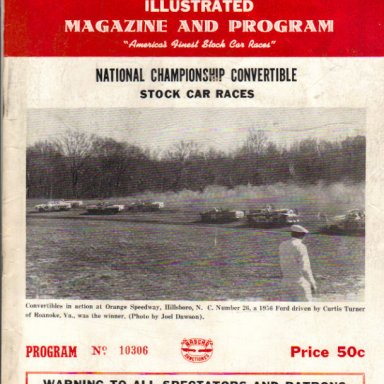 ILLUSTRATED
MAGAZINE AND PROGRAM
"America's Finest Stock Car Races"
NATIONAL CHAMPIONSHIP CONVERTIBLE
STOCK CAR RACES
Convertibles in action at Orange Speedway, Hillsboro, N. C. Number 26, a 1956 Ford driven by Curtis Turner
of Roanoke, Va., was the winner. (Photo by Joel Dawson).
PROGRAM No 10306
NASCAR
SANCTIONED
Price 50c
WARNING TO ALL SPECTATORS AND PATRONS